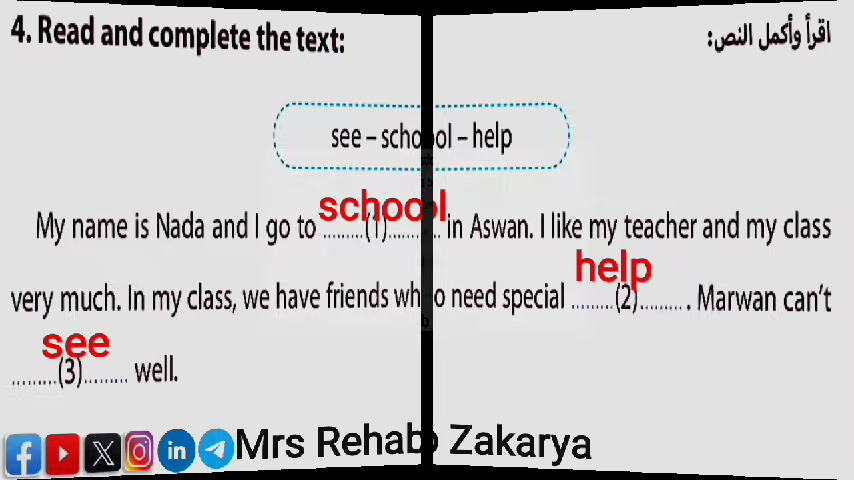 4. Read and complete the text:
اقرأ وأكمل النص:
see – school – help
school
My name is Nada and I go to .........(1)......... in Aswan. I like my teacher and my class
help
very much. In my class, we have friends who need special .........(2)......... . Marwan can't
see
.........(3)......... well.
Mrs Rehab Zakarya